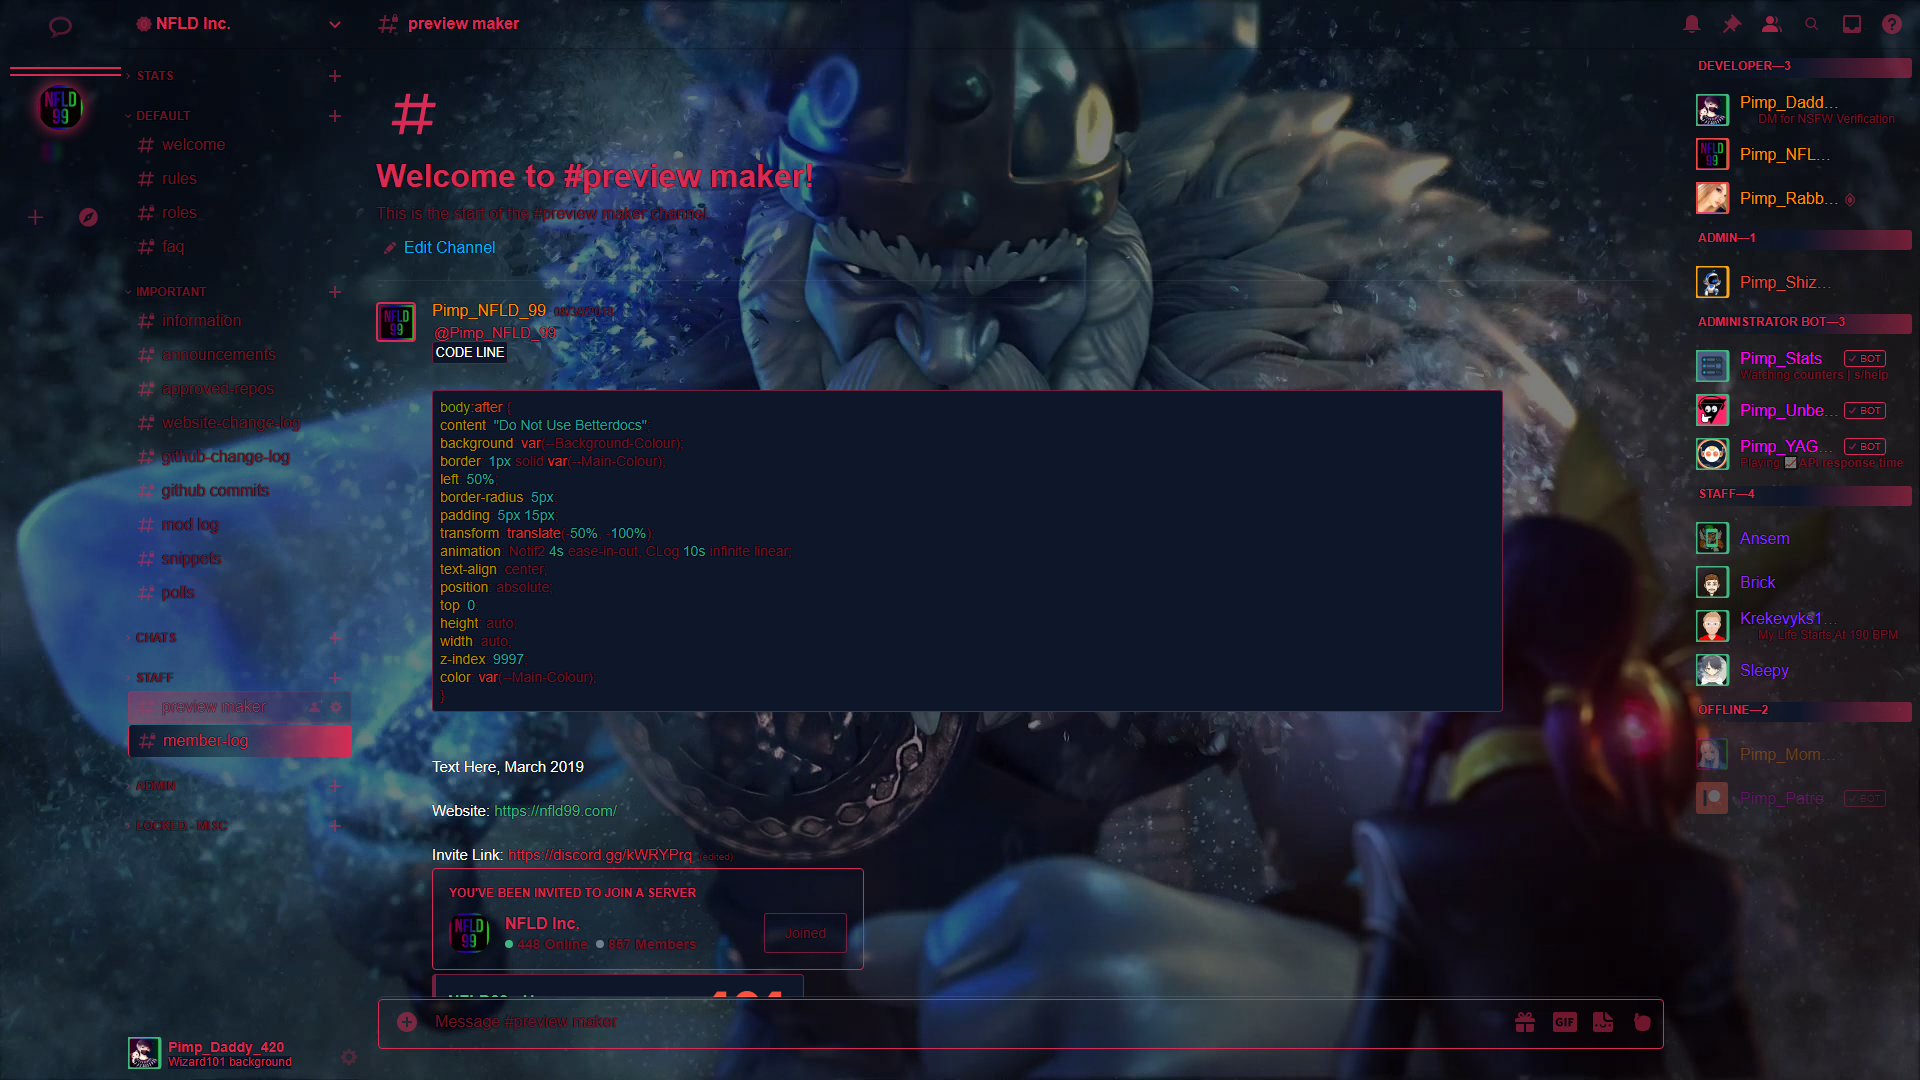 NFLD Inc.
preview maker
NFLD
99
STATS
DEFAULT
welcome
rules
roles
faq
IMPORTANT
information
announcements
approved-repos
website-change-log
github-change-log
github commits
mod log
snippets
polls
CHATS
STAFF
preview maker
member-log
ADMIN
LOCKED - MISC
Pimp_Daddy_420
Wizard101 background
Welcome to #preview maker!
This is the start of the #preview maker channel.
Edit Channel
NFLD
99
Pimp_NFLD_99
@Pimp_NFLD_99
CODE LINE
body:after {
content: "Do Not Use Betterdocs";
background: var(--Background-Colour);
border: 1px solid var(--Main-Colour);
left: 50%;
border-radius: 5px;
padding: 5px 15px;
transform: translate(-50%, -100%);
animation: Notif2 4s ease-in-out, CLog 10s infinite linear;
text-align: center;
position: absolute;
top: 0;
height: auto;
width: auto;
z-index: 9997;
color: var(--Main-Colour);
}
Text Here, March 2019
Website: https://nfld99.com/
Invite Link: https://discord.gg/kWRYPrq (edited)
YOU'VE BEEN INVITED TO JOIN A SERVER
NFLD
99
NFLD Inc.
448 Online 857 Members
Joined
Message #preview maker
GIF
DEVELOPER—3
Pimp_Dadd...
DM for NSFW Verification
NFLD
99
Pimp_NFL...
Pimp_Rabb...
ADMIN—1
Pimp_Shiz...
ADMINISTRATOR BOT—3
Pimp_Stats BOT
Watching counters | s/help
Pimp_Unbe... BOT
Pimp_YAG... BOT
Playing API response time
STAFF—4
Ansem
Brick
Krekevyks1...
My Life Starts At 190 BPM
Sleepy
OFFLINE—2
Pimp_Mom...
Pimp_Patre... BOT